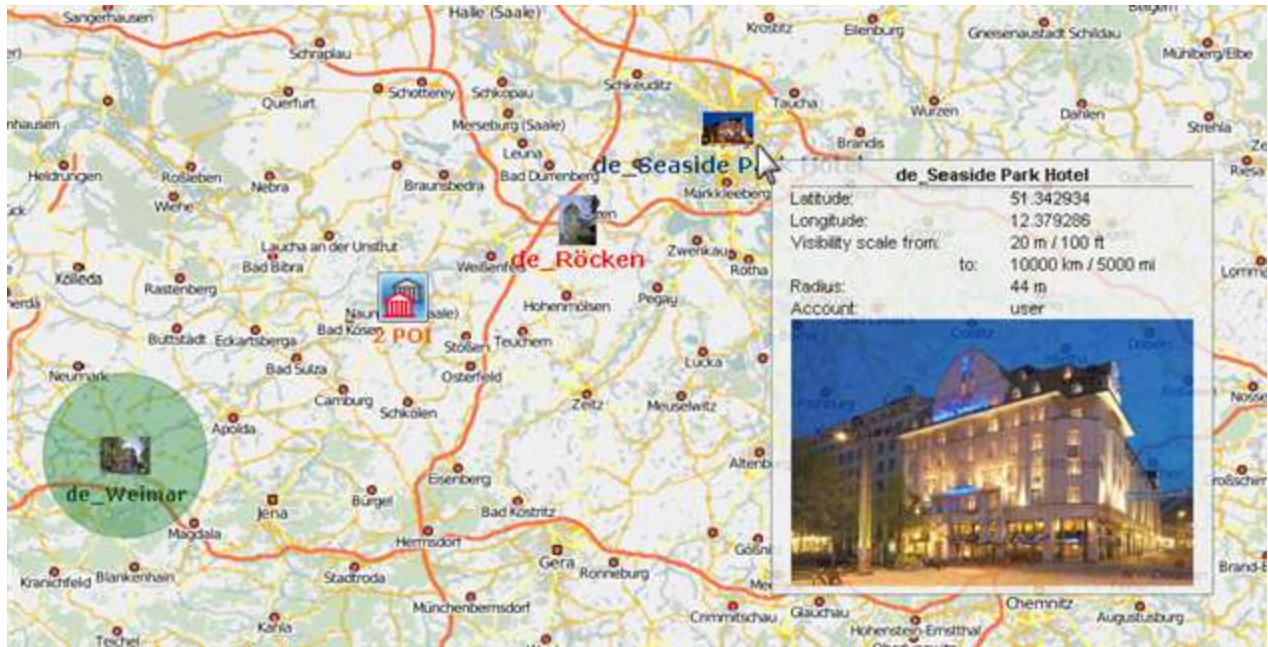 Sangerhausen
Halle (Saale)
Krostitz
Eilenburg
Gneisenaustadt Schildau
Mühlberg/Elbe
Schraplau
Querfurt
Schotterey
Schkopau
Schkeuditz
Taucha
Wurzen
Dahlen
Strehla
Merseburg (Saale)
Leuna
Bad Dürrenberg
Brandis
Riesa
Heldrungen
Roßleben
Nebra
Wiehe
Braunsbedra
Markkleeberg
de_Seaside Park Hotel
de_Seaside Park Hotel
Latitude: 51.342934
Longitude: 12.379286
Visibility scale from: 20 m / 100 ft
to: 10000 km / 5000 mi
Radius: 44 m
Account: user
Laucha an der Unstrut
Bad Bibra
Weißenfels
de_Röcken
Zwenkau
Rötha
Kölleda
Rastenberg
Hohenmölsen
Pegau
Buttstädt
Eckartsberga
Bad Kösen
2 POI
Stößen
Teuchern
Neumark
Bad Sulza
Osterfeld
Lucka
Camburg
Schkölen
Zeitz
Meuselwitz
Apolda
de_Weimar
Eisenberg
Jena
Bürgel
Bad Köstritz
Magdala
Hermsdorf
Gera
Ronneburg
Kranichfeld
Blankenhain
Stadtroda
Münchenbernsdorf
Crimmitschau
Glauchau
Chemnitz
Augustusburg
Hohenstein-Ernstthal
Kahla
Teichel